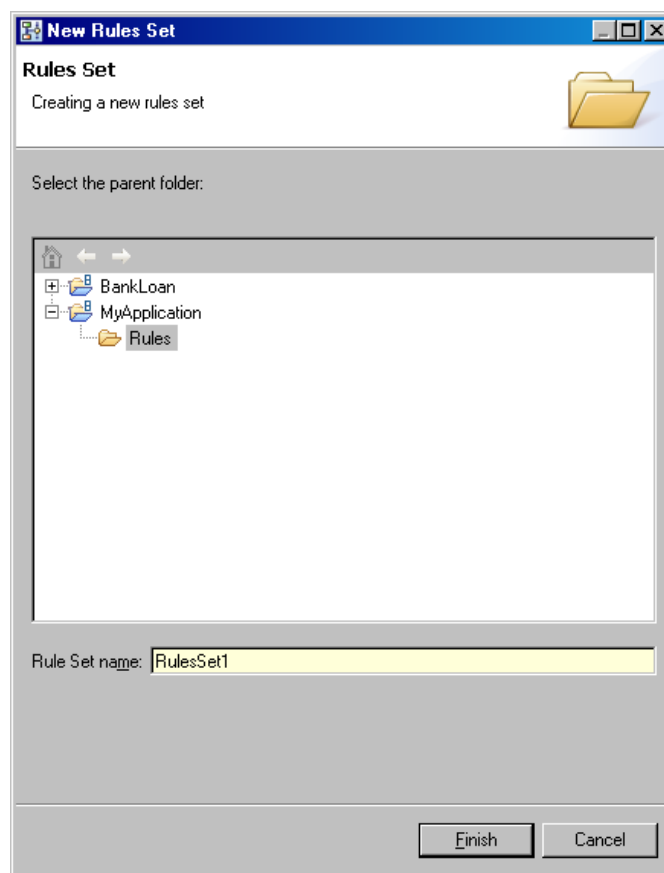 New Rules Set
Rules Set
Creating a new rules set
Select the parent folder:
BankLoan
MyApplication
Rules
Rule Set name: RulesSet1
Finish Cancel